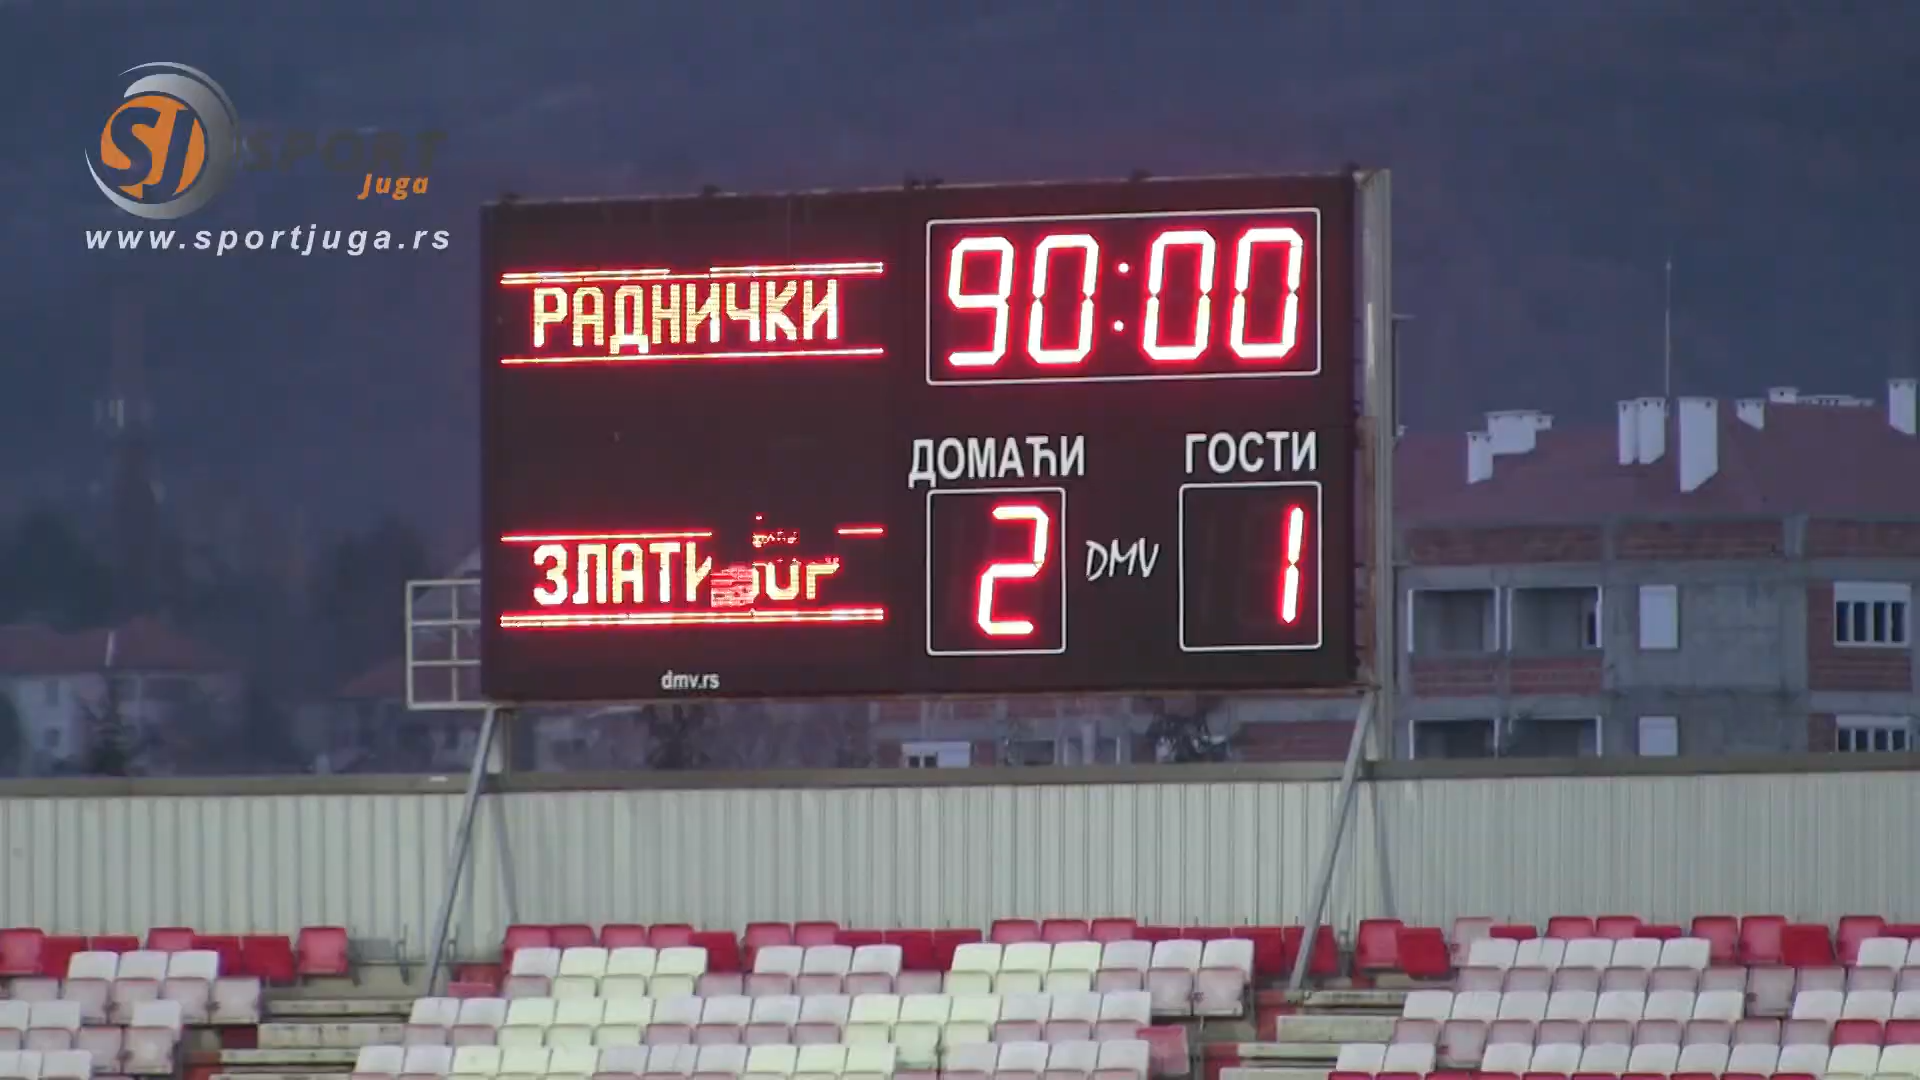 SJ SPORT
Juga
www.sportjuga.rs
РАДНИЧКИ
90:00
ДОМАЋИ
ГОСТИ
2
DMV
1
dmv.rs